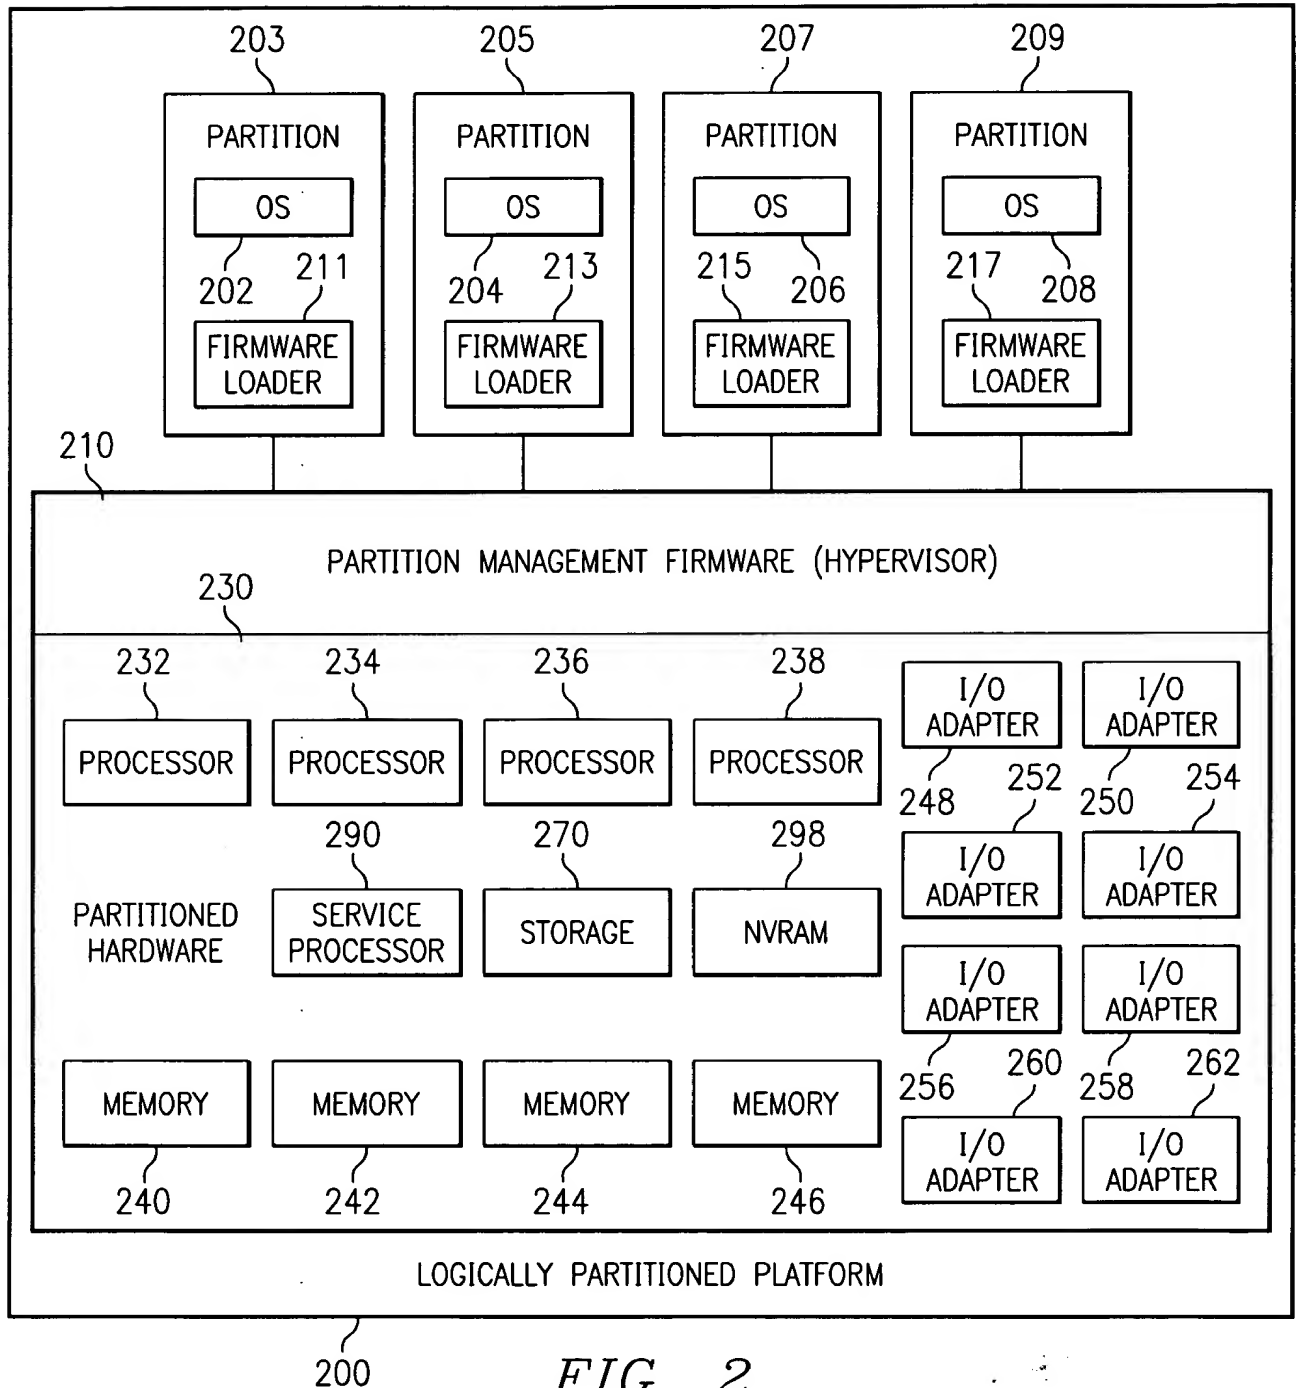 203 205 207 209
PARTITION PARTITION PARTITION PARTITION
OS OS OS OS
202 211 204 213 215 206 217 208
FIRMWARE LOADER FIRMWARE LOADER FIRMWARE LOADER FIRMWARE LOADER
210
PARTITION MANAGEMENT FIRMWARE (HYPERVISOR)
230
232 234 236 238
PROCESSOR PROCESSOR PROCESSOR PROCESSOR
I/O ADAPTER I/O ADAPTER
248 252 250 254
290 270 298
PARTITIONED HARDWARE
SERVICE PROCESSOR
STORAGE
NVRAM
I/O ADAPTER I/O ADAPTER
I/O ADAPTER I/O ADAPTER
256 260 258 262
MEMORY MEMORY MEMORY MEMORY
240 242 244 246
I/O ADAPTER I/O ADAPTER
LOGICALLY PARTITIONED PLATFORM
200
FIG. 2